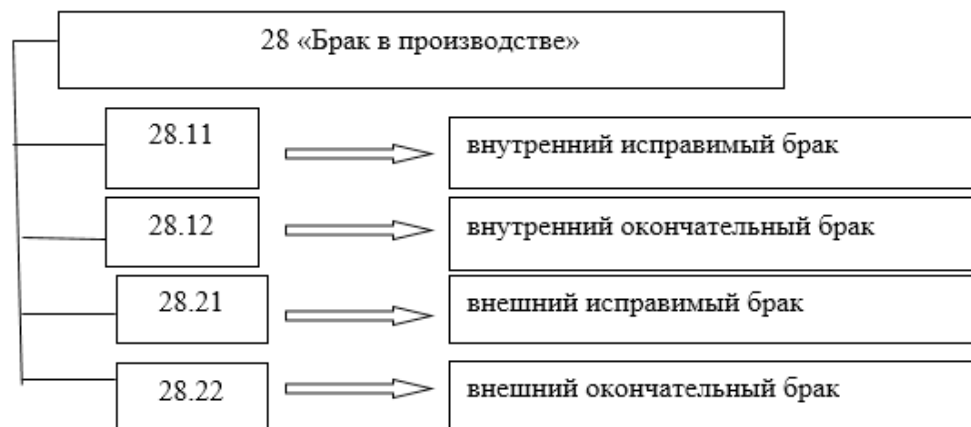 28 «Брак в производстве»
28.11
внутренний исправимый брак
28.12
внутренний окончательный брак
28.21
внешний исправимый брак
28.22
внешний окончательный брак